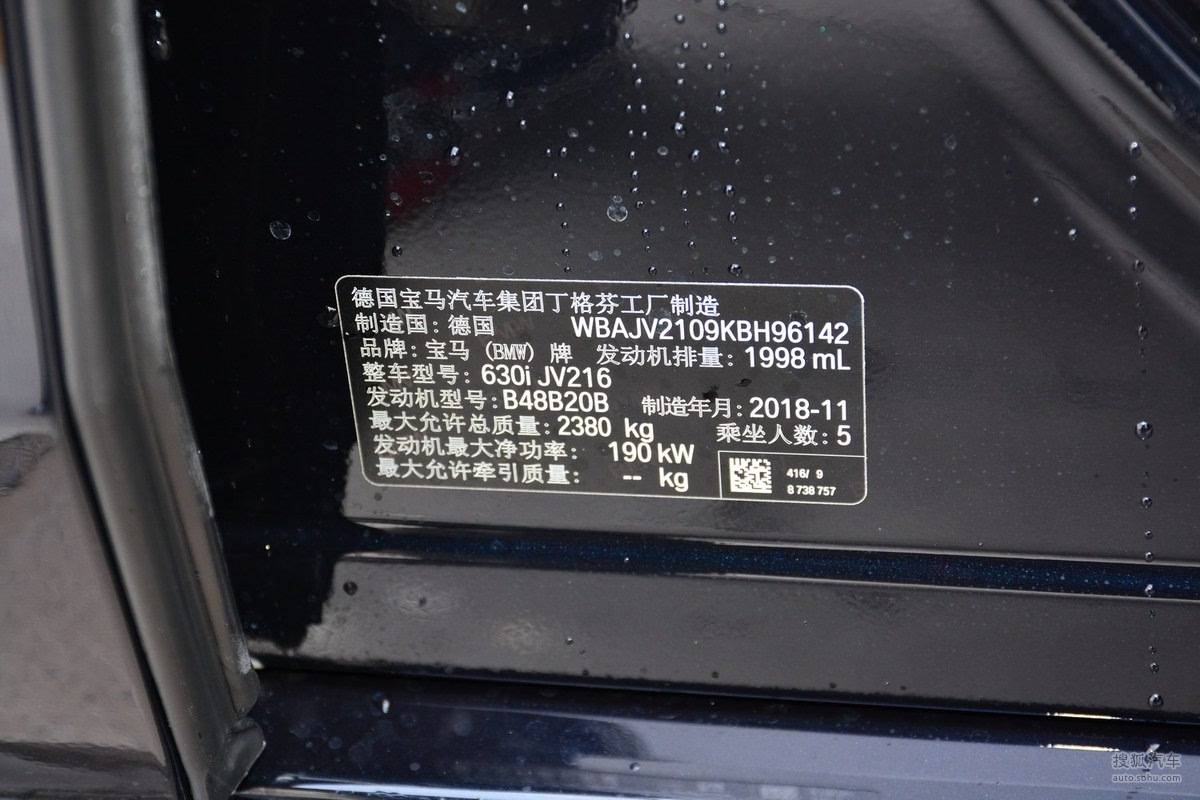 德国宝马汽车集团丁格芬工厂制造
制造国：德国 WBAJV2109KBH96142
品牌：宝马（BMW）牌 发动机排量：1998 mL
整车型号：630i JV216
发动机型号：B48B20B 制造年月：2018-11
最大允许总质量：2380 kg 乘坐人数：5
发动机最大净功率： 190 kW
最大允许牵引质量： -- kg
416/ 9
8 738 757
搜狐汽车
auto.sohu.com